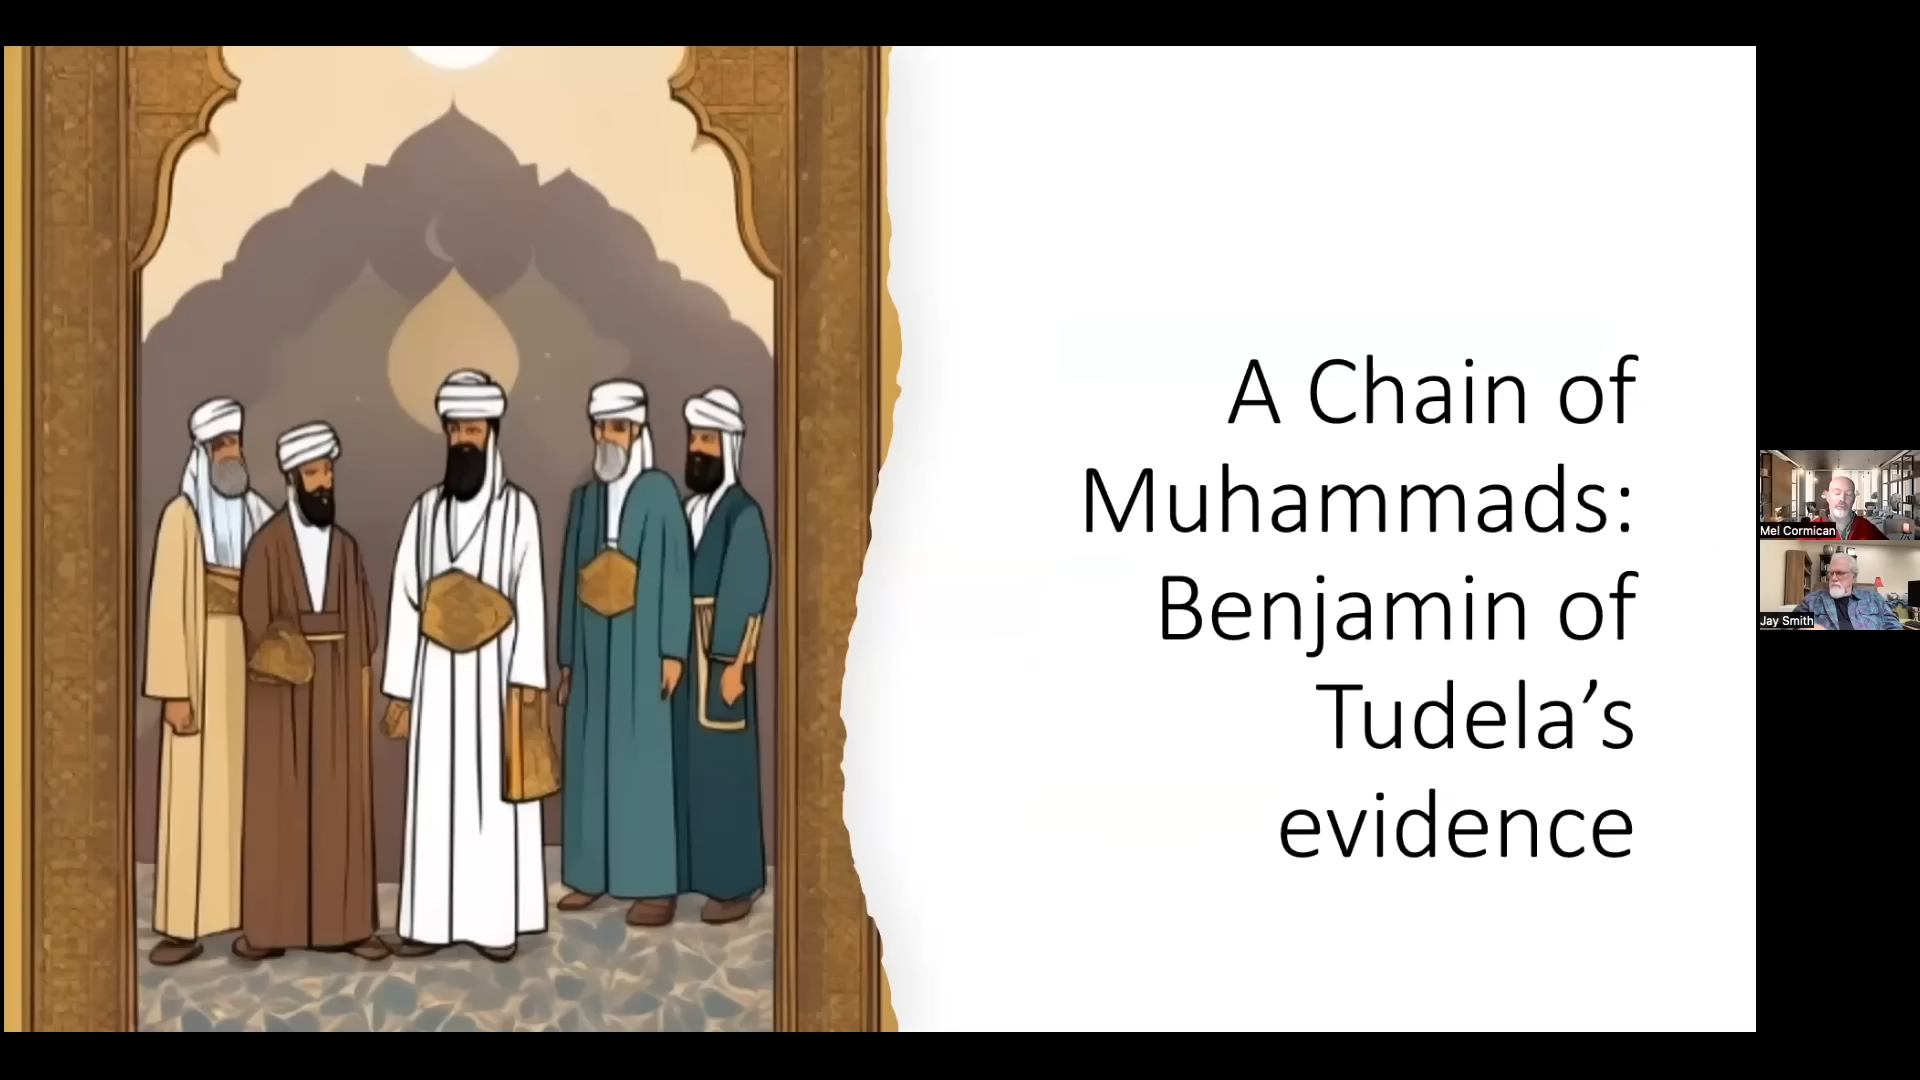 A Chain of
Muhammads:
Benjamin of
Tudela’s
evidence
Mel Cormican
Jay Smith